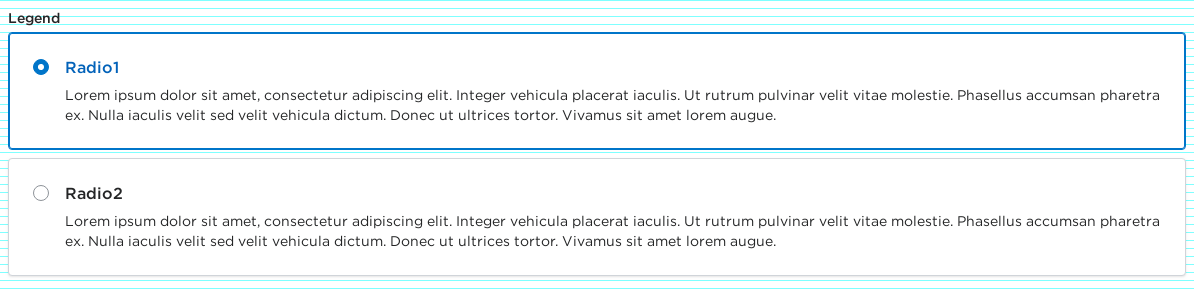 Legend
Radio1
Lorem ipsum dolor sit amet, consectetur adipiscing elit. Integer vehicula placerat iaculis. Ut rutrum pulvinar velit vitae molestie. Phasellus accumsan pharetra
ex. Nulla iaculis velit sed velit vehicula dictum. Donec ut ultrices tortor. Vivamus sit amet lorem augue.
Radio2
Lorem ipsum dolor sit amet, consectetur adipiscing elit. Integer vehicula placerat iaculis. Ut rutrum pulvinar velit vitae molestie. Phasellus accumsan pharetra
ex. Nulla iaculis velit sed velit vehicula dictum. Donec ut ultrices tortor. Vivamus sit amet lorem augue.